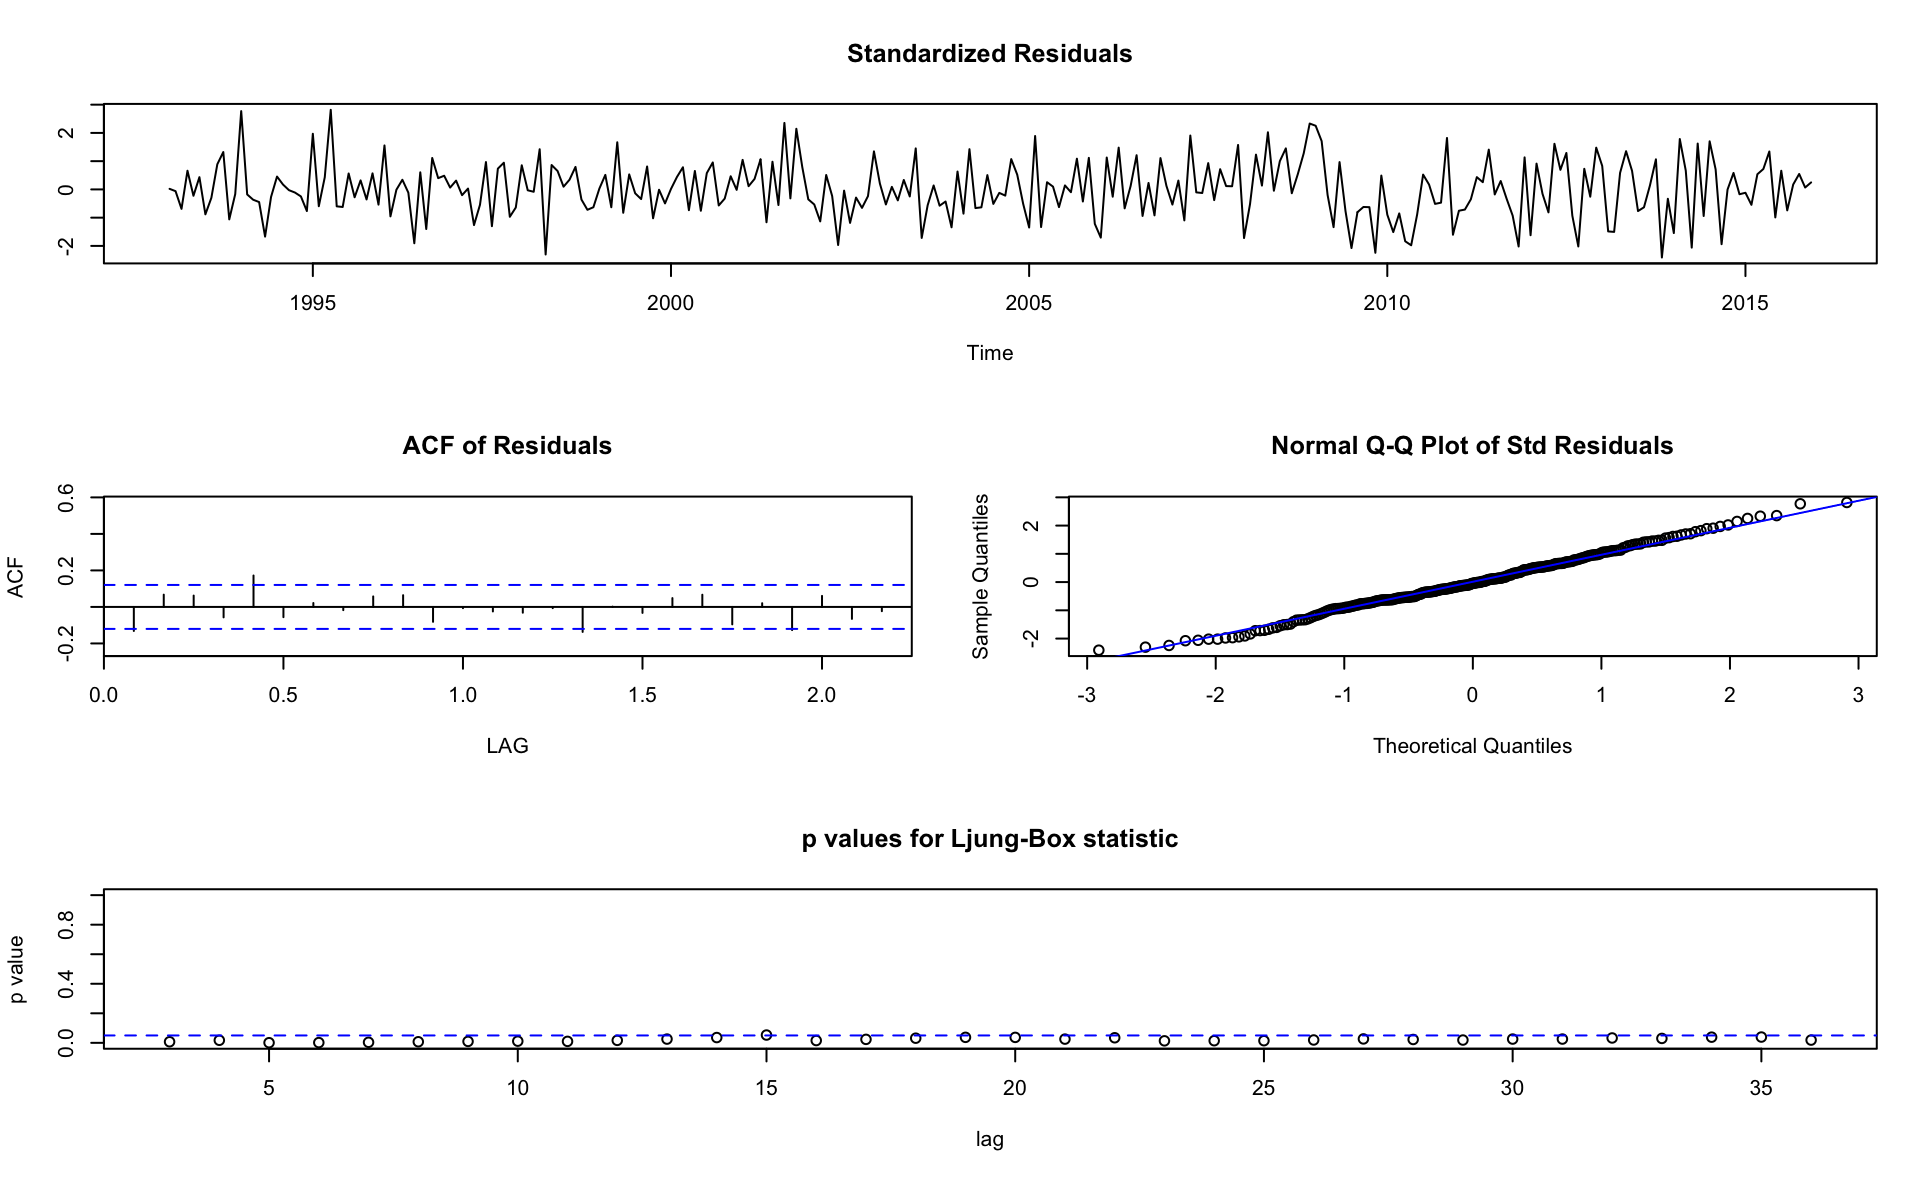 Standardized Residuals
2
0
-2
1995 2000 2005 2010 2015
Time
ACF of Residuals
ACF
0.6
0.2
-0.2
0.0 0.5 1.0 1.5 2.0
LAG
Normal Q-Q Plot of Std Residuals
Sample Quantiles
2
0
-2
-3 -2 -1 0 1 2 3
Theoretical Quantiles
p values for Ljung-Box statistic
p value
0.8
0.4
0.0
5 10 15 20 25 30 35
lag